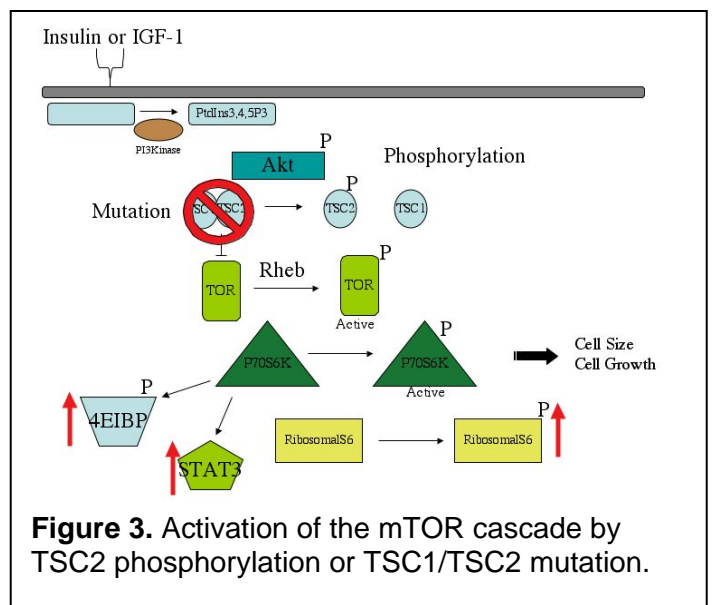 Insulin or IGF-1
PtdIns3,4,5P3
PI3Kinase
P
Akt
Phosphorylation
Mutation
TSC2
P
TSC2
TSC1
TOR
Rheb
P
TOR
Active
P70S6K
P
P70S6K
Active
Cell Size
Cell Growth
P
4EIBP
STAT3
RibosomalS6
P
RibosomalS6
Figure 3. Activation of the mTOR cascade by
TSC2 phosphorylation or TSC1/TSC2 mutation.